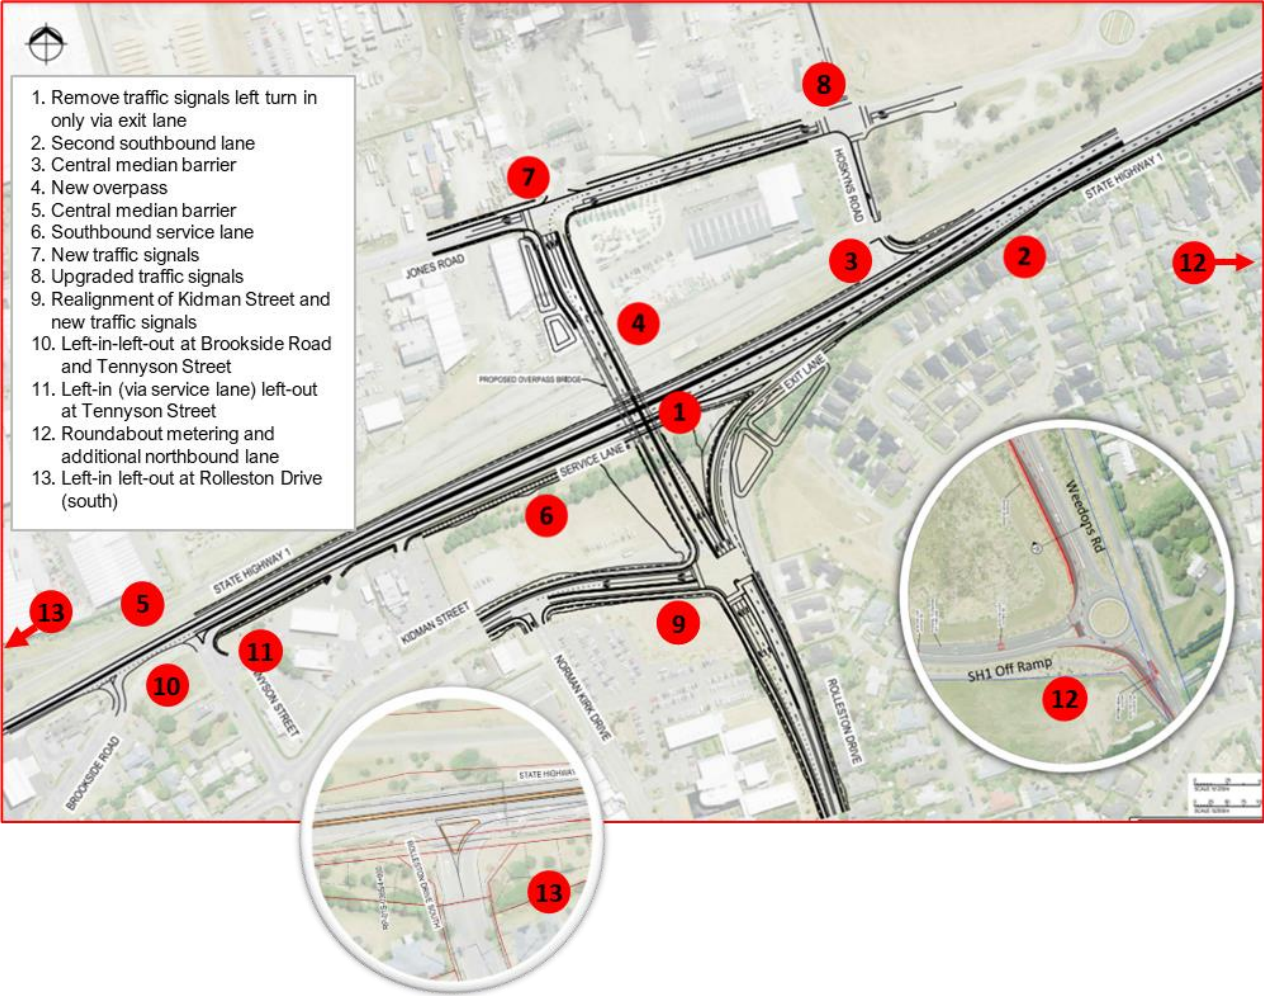 1. Remove traffic signals left turn in
only via exit lane
2. Second southbound lane
3. Central median barrier
4. New overpass
5. Central median barrier
6. Southbound service lane
7. New traffic signals
8. Upgraded traffic signals
9. Realignment of Kidman Street and
new traffic signals
10. Left-in-left-out at Brookside Road
and Tennyson Street
11. Left-in (via service lane) left-out
at Tennyson Street
12. Roundabout metering and
additional northbound lane
13. Left-in left-out at Rolleston Drive
(south)
8
HOSKYNS ROAD
STATE HIGHWAY 1
7
JONES ROAD
3
2
12
4
PROPOSED OVERPASS BRIDGE
EXIT LANE
1
SERVICE LANE
6
STATE HIGHWAY 1
5
13
KIDMAN STREET
9
11
10
NYSON STREET
NORMAN KIRK DRIVE
ROLLESTON DRIVE
BROOKSIDE ROAD
Weedons Rd
SH1 Off Ramp
12
STATE HIGHWAY
ROLLESTON DRIVE SOUTH
13